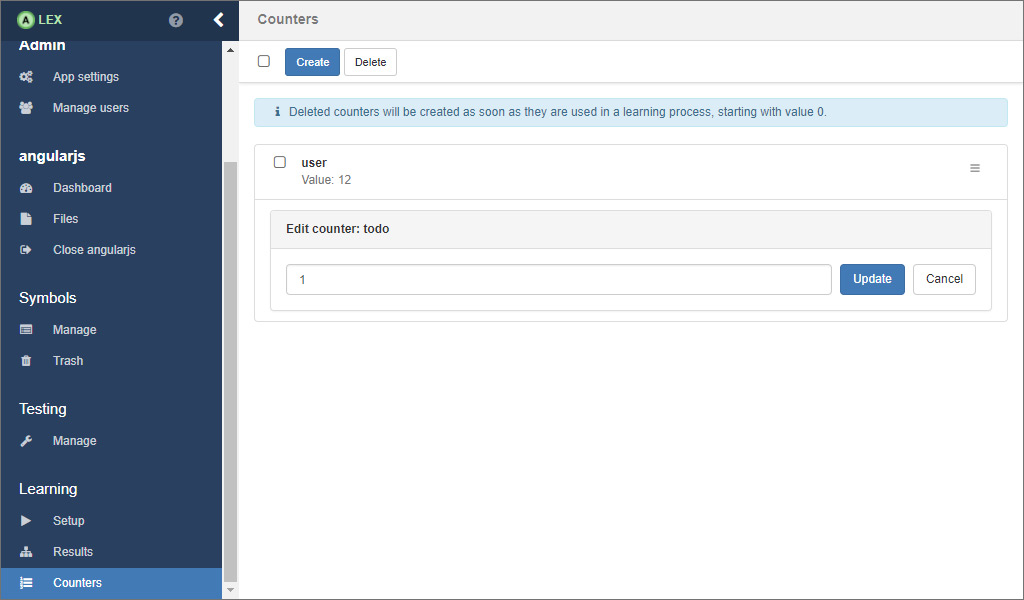 A LEX
?
Admin
App settings
Manage users
angularjs
Dashboard
Files
Close angularjs
Symbols
Manage
Trash
Testing
Manage
Learning
Setup
Results
Counters
Counters
Create Delete
Deleted counters will be created as soon as they are used in a learning process, starting with value 0.
user
Value: 12
Edit counter: todo
1 Update Cancel